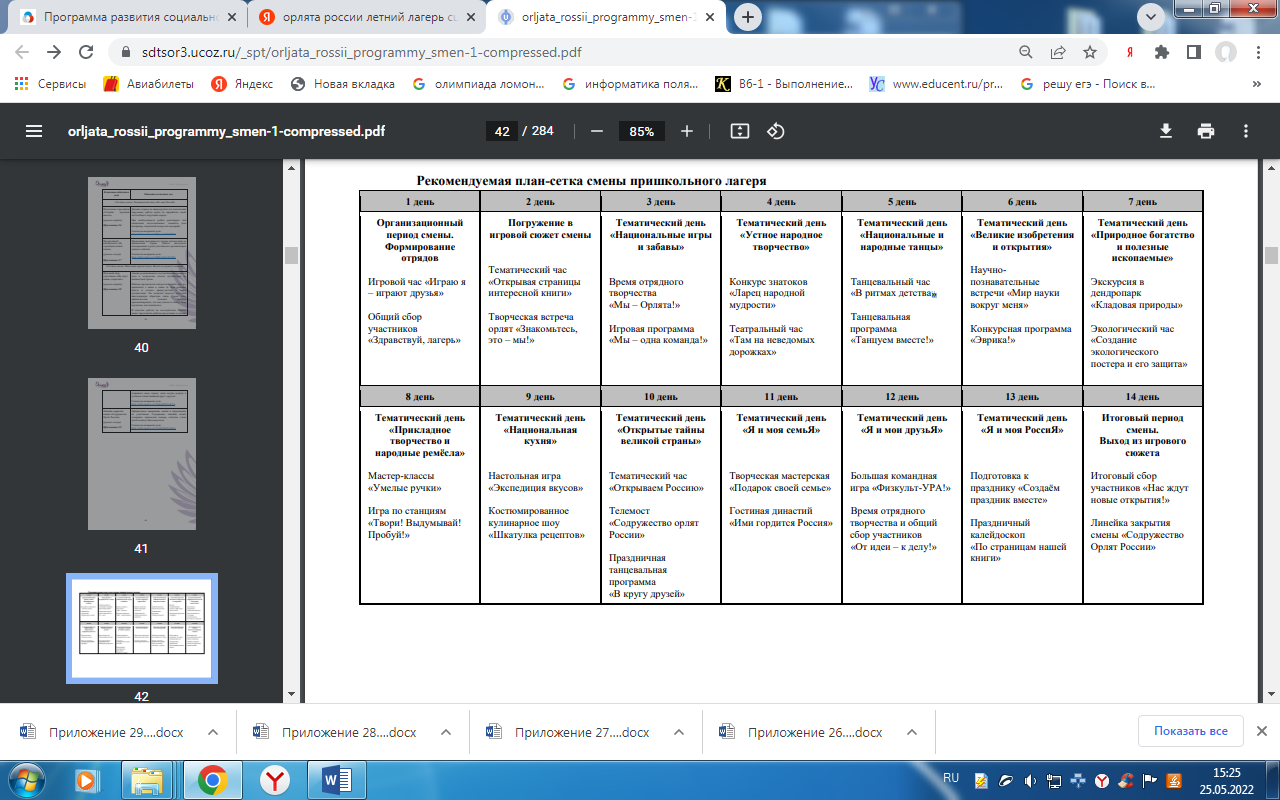 Программа развития социальн
орлята россии летний лагерь сц
orljata_rossii_programmy_smen-1
sdtsor3.ucoz.ru/_spt/orljata_rossii_programmy_smen-1-compressed.pdf
Сервисы
Авиабилеты
Яндекс
Новая вкладка
олимпиада ломон...
информатика поля...
В6-1 - Выполнение...
www.educent.ru/pr...
решу егэ - Поиск в...
orljata_rossii_programmy_smen-1-compressed.pdf
42 / 284
85%
40
41
42
Рекомендуемая план-сетка смены пришкольного лагеря
1 день
2 день
3 день
4 день
5 день
6 день
7 день
Организационный
период смены.
Формирование
отрядов
Игровой час «Играю я
– играют друзья»
Общий сбор
участников
«Здравствуй, лагерь»
Погружение в
игровой сюжет смены
Тематический час
«Открывая страницы
интересной книги»
Творческая встреча
орлят «Знакомьтесь,
это – мы!»
Тематический день
«Национальные игры
и забавы»
Время отрядного
творчества
«Мы – Орлята!»
Игровая программа
«Мы – одна команда!»
Тематический день
«Устное народное
творчество»
Конкурс знатоков
«Ларец народной
мудрости»
Театральный час
«Там на неведомых
дорожках»
Тематический день
«Национальные и
народные танцы»
Танцевальный час
«В ритмах детства»
Танцевальная
программа
«Танцуем вместе!»
Тематический день
«Великие изобретения
и открытия»
Научно-
познавательные
встречи «Мир науки
вокруг меня»
Конкурсная программа
«Эврика!»
Тематический день
«Природное богатство
и полезные
ископаемые»
Экскурсия в
дендропарк
«Кладовая природы»
Экологический час
«Создание
экологического
постера и его защита»
8 день
9 день
10 день
11 день
12 день
13 день
14 день
Тематический день
«Прикладное
творчество и
народные ремёсла»
Мастер-классы
«Умелые ручки»
Игра по станциям
«Твори! Выдумывай!
Пробуй!»
Тематический день
«Национальная
кухня»
Настольная игра
«Экспедиция вкусов»
Костюмированное
кулинарное шоу
«Шкатулка рецептов»
Тематический день
«Открытые тайны
великой страны»
Тематический час
«Открываем Россию»
Телемост
«Содружество орлят
России»
Праздничная
танцевальная
программа
«В кругу друзей»
Тематический день
«Я и моя семьЯ»
Творческая мастерская
«Подарок своей семье»
Гостиная династий
«Ими гордится Россия»
Тематический день
«Я и мои друзьЯ»
Большая командная
игра «Физкульт-УРА!»
Время отрядного
творчества и общий
сбор участников
«От идеи – к делу!»
Тематический день
«Я и моя РоссиЯ»
Подготовка к
празднику «Создаём
праздник вместе»
Праздничный
калейдоскоп
«По страницам нашей
книги»
Итоговый период
смены.
Выход из игрового
сюжета
Итоговый сбор
участников «Нас ждут
новые открытия!»
Линейка закрытия
смены «Содружество
Орлят России»
Приложение 29....docx
Приложение 28....docx
Приложение 27....docx
Приложение 26....docx
Показать все
RU
15:25
25.05.2022